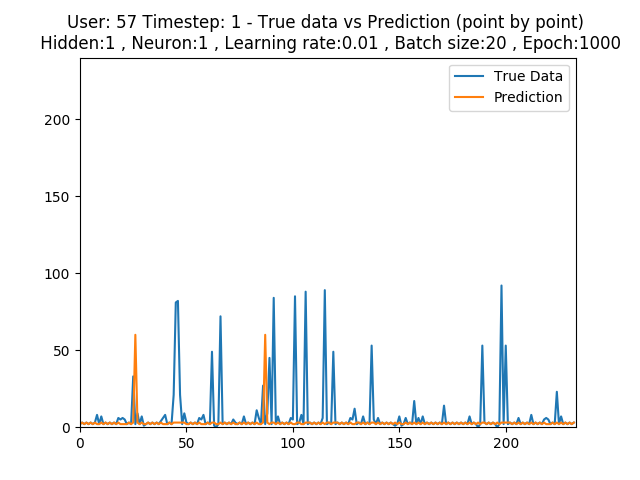 User: 57 Timestep: 1 - True data vs Prediction (point by point)
Hidden:1 , Neuron:1 , Learning rate:0.01 , Batch size:20 , Epoch:1000
True Data
Prediction
200
150
100
50
0
0 50 100 150 200